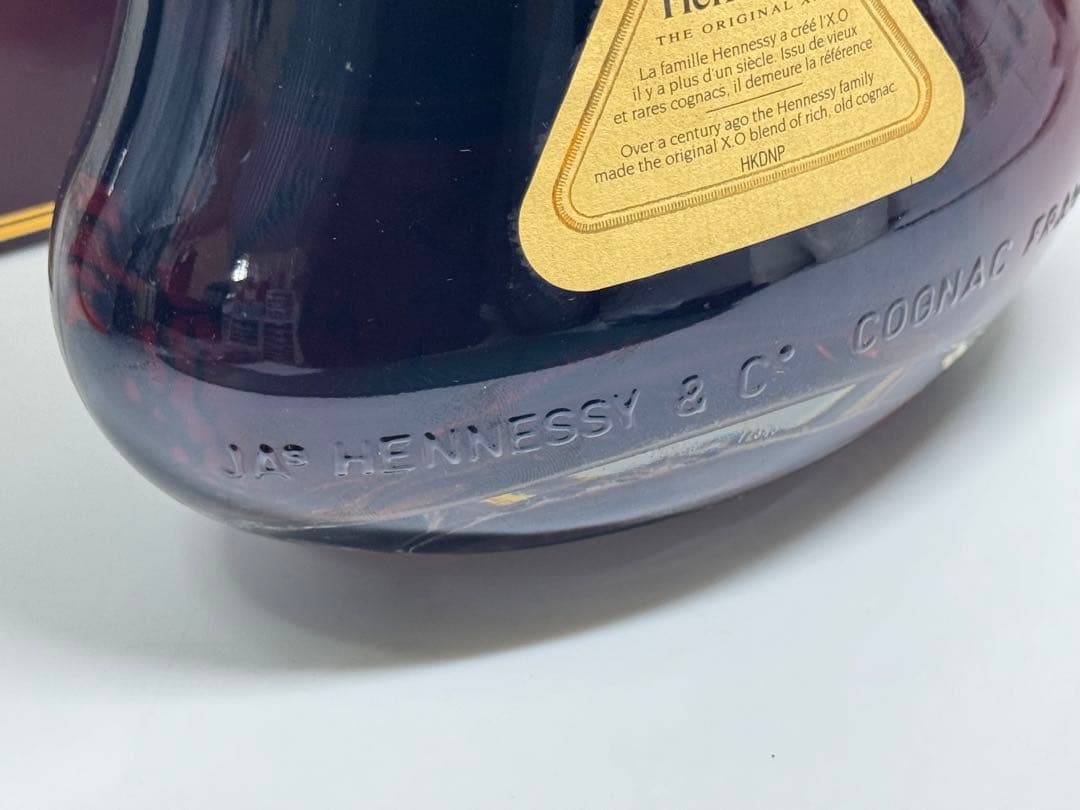 THE ORIGINAL X
La famille Hennessy a créé l'X.O
il y a plus d'un siècle. Issu de vieux
et rares cognacs, il demeure la référence
Over a century ago the Hennessy family
made the original X.O blend of rich, old cognac.
HKDNP
JAS HENNESSY & Co COGNAC FRAN